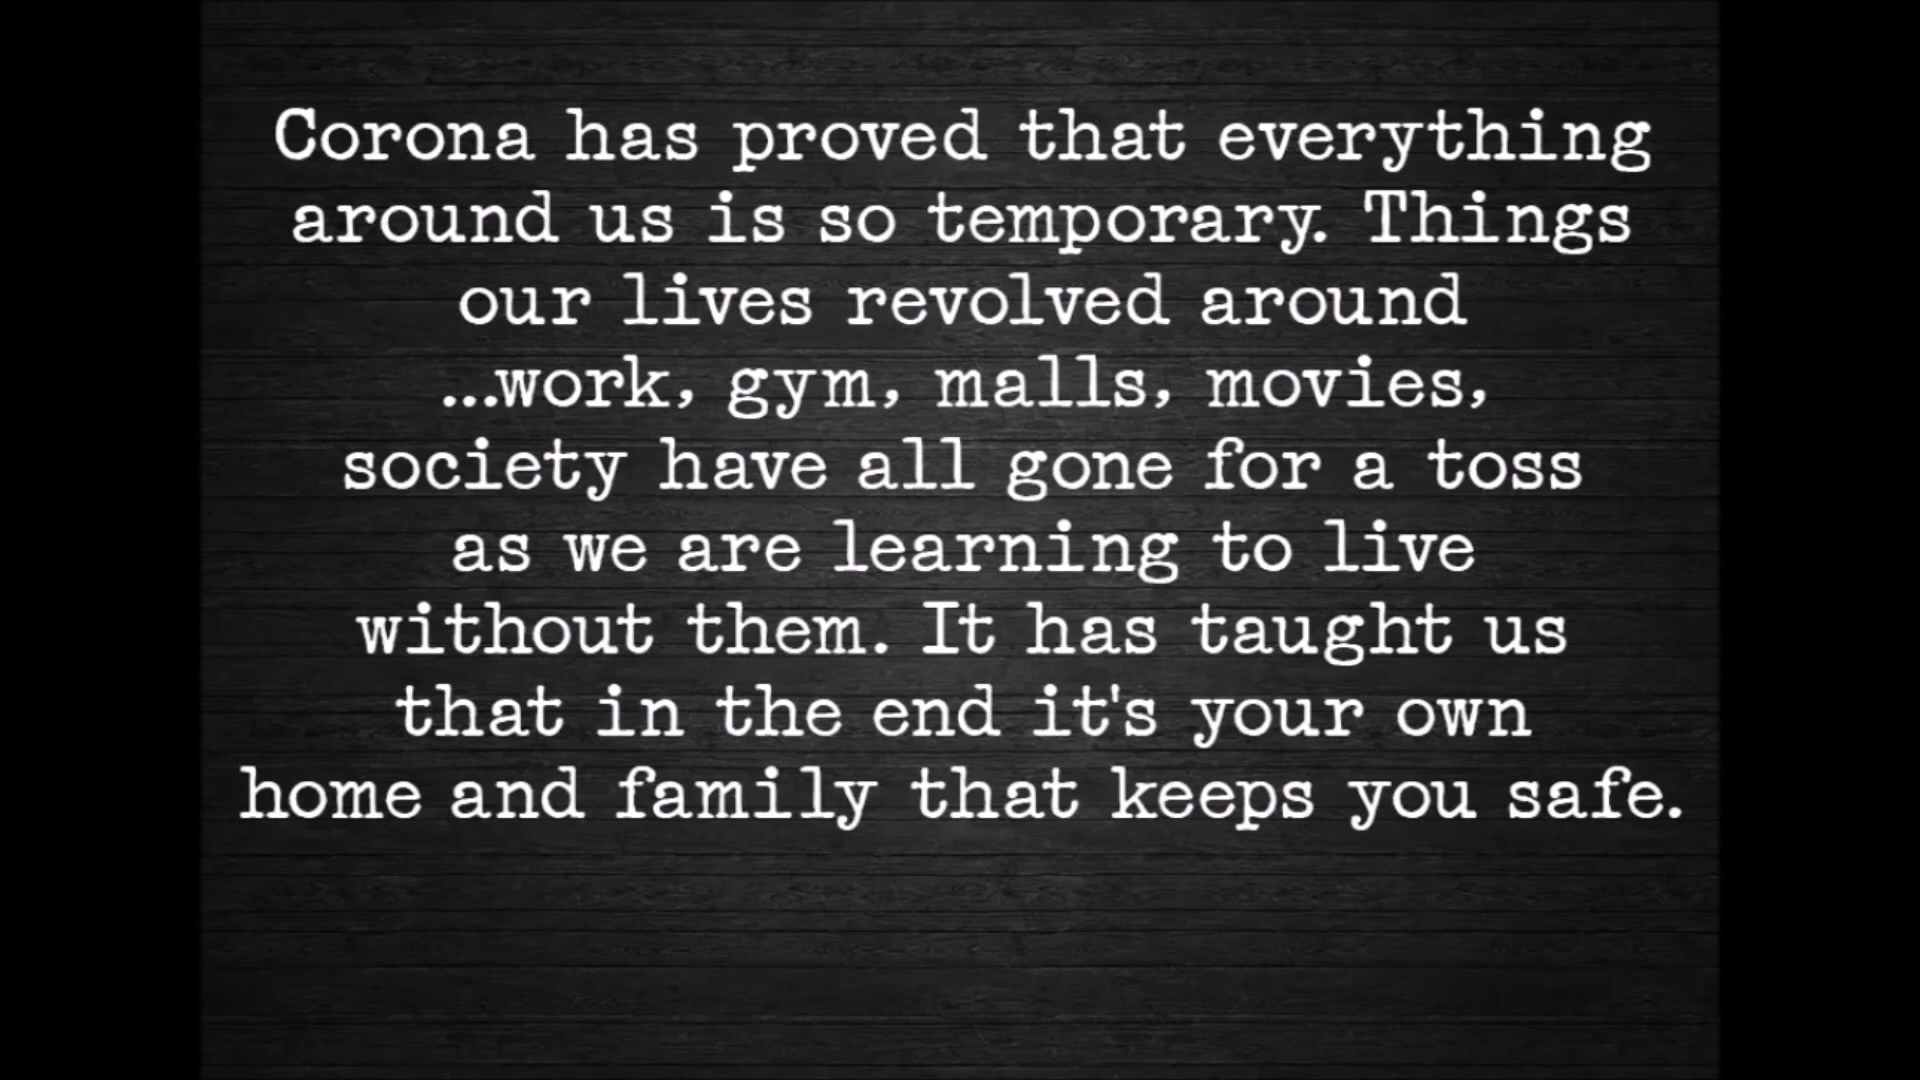 Corona has proved that everything
around us is so temporary. Things
our lives revolved around
...work, gym, malls, movies,
society have all gone for a toss
as we are learning to live
without them. It has taught us
that in the end it's your own
home and family that keeps you safe.